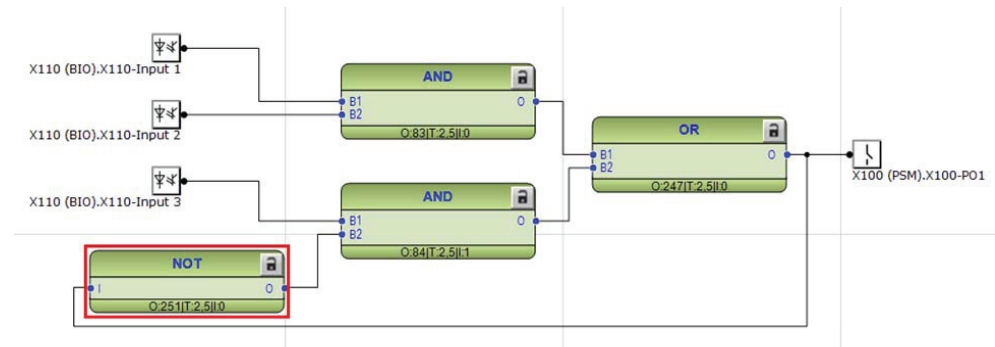 X110 (BIO).X110-Input 1
AND
B1
B2
O
O:83|T:2,5|I:0
X110 (BIO).X110-Input 2
OR
B1
B2
O
O:247|T:2,5|I:0
X100 (PSM).X100-PO1
X110 (BIO).X110-Input 3
AND
B1
B2
O
O:84|T:2,5|I:1
NOT
I
O
O:251|T:2,5|I:0